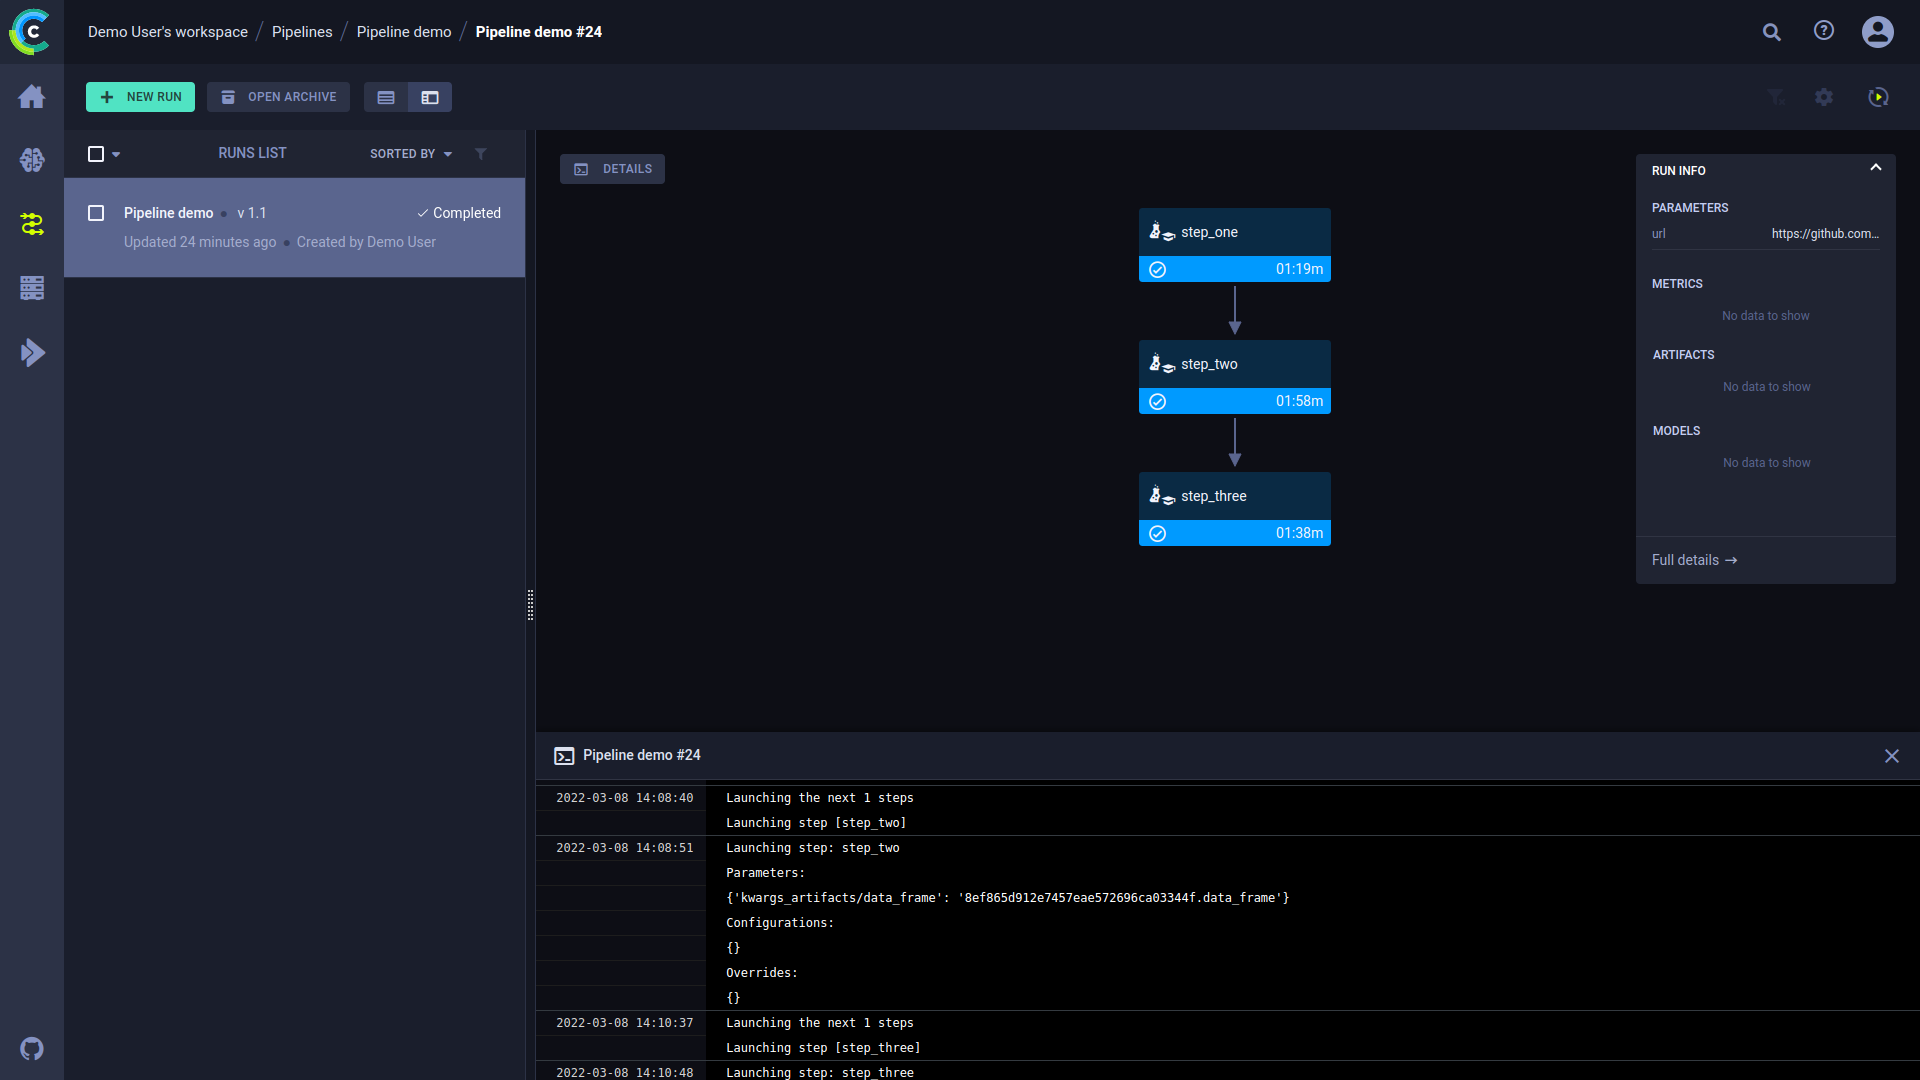 Demo User's workspace / Pipelines / Pipeline demo / Pipeline demo #24
NEW RUN
OPEN ARCHIVE
RUNS LIST
SORTED BY
Pipeline demo • v 1.1
Completed
Updated 24 minutes ago • Created by Demo User
DETAILS
step_one
01:19m
step_two
01:58m
step_three
01:38m
RUN INFO
PARAMETERS
url https://github.com...
METRICS
No data to show
ARTIFACTS
No data to show
MODELS
No data to show
Full details →
Pipeline demo #24
2022-03-08 14:08:40 Launching the next 1 steps
Launching step [step_two]
2022-03-08 14:08:51 Launching step: step_two
Parameters:
{'kwargs_artifacts/data_frame': '8ef865d912e7457eae572696ca03344f.data_frame'}
Configurations:
{}
Overrides:
{}
2022-03-08 14:10:37 Launching the next 1 steps
Launching step [step_three]
2022-03-08 14:10:48 Launching step: step_three